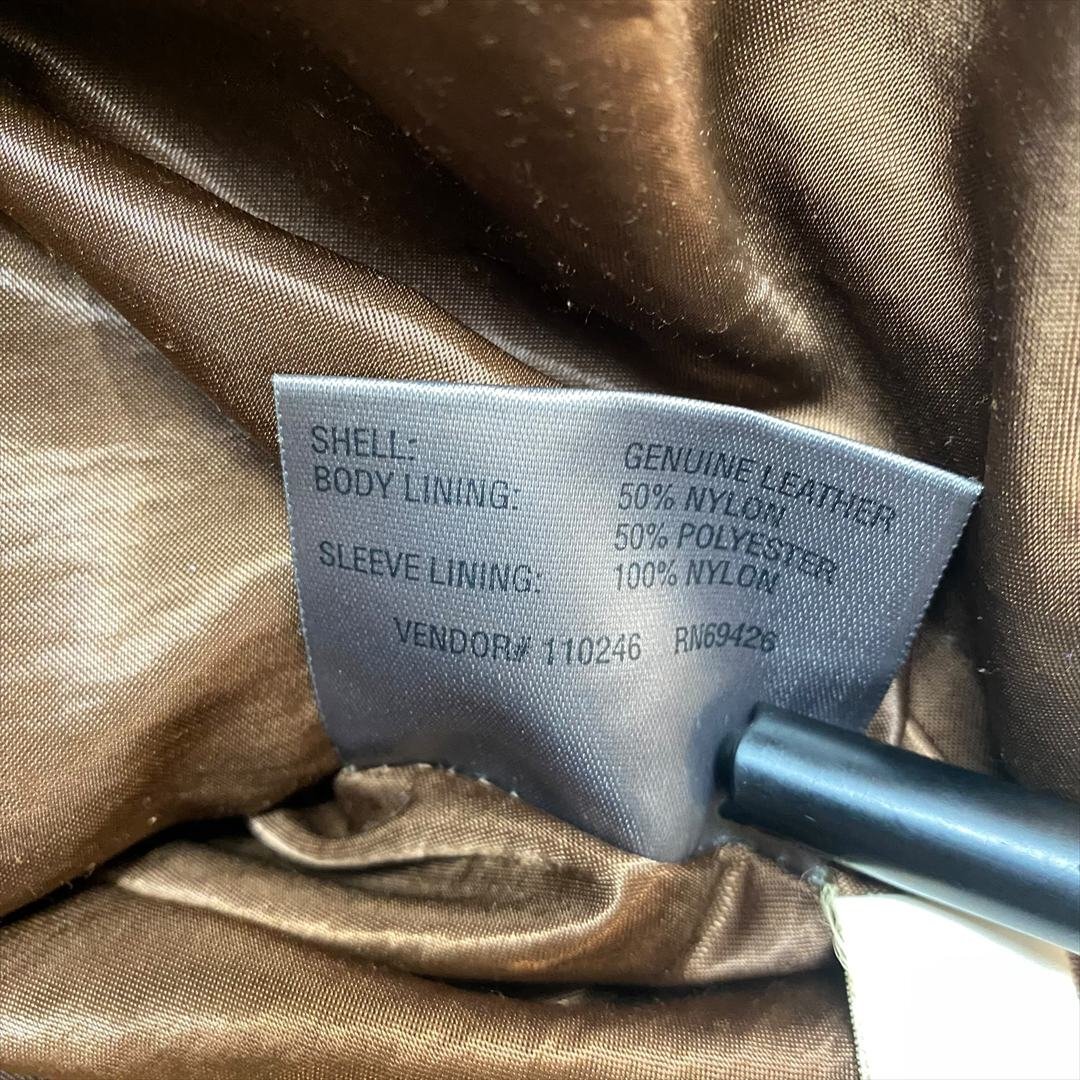 SHELL: GENUINE LEATHER
BODY LINING: 50% NYLON
50% POLYESTER
SLEEVE LINING: 100% NYLON
VENDOR# 110246 RN69426